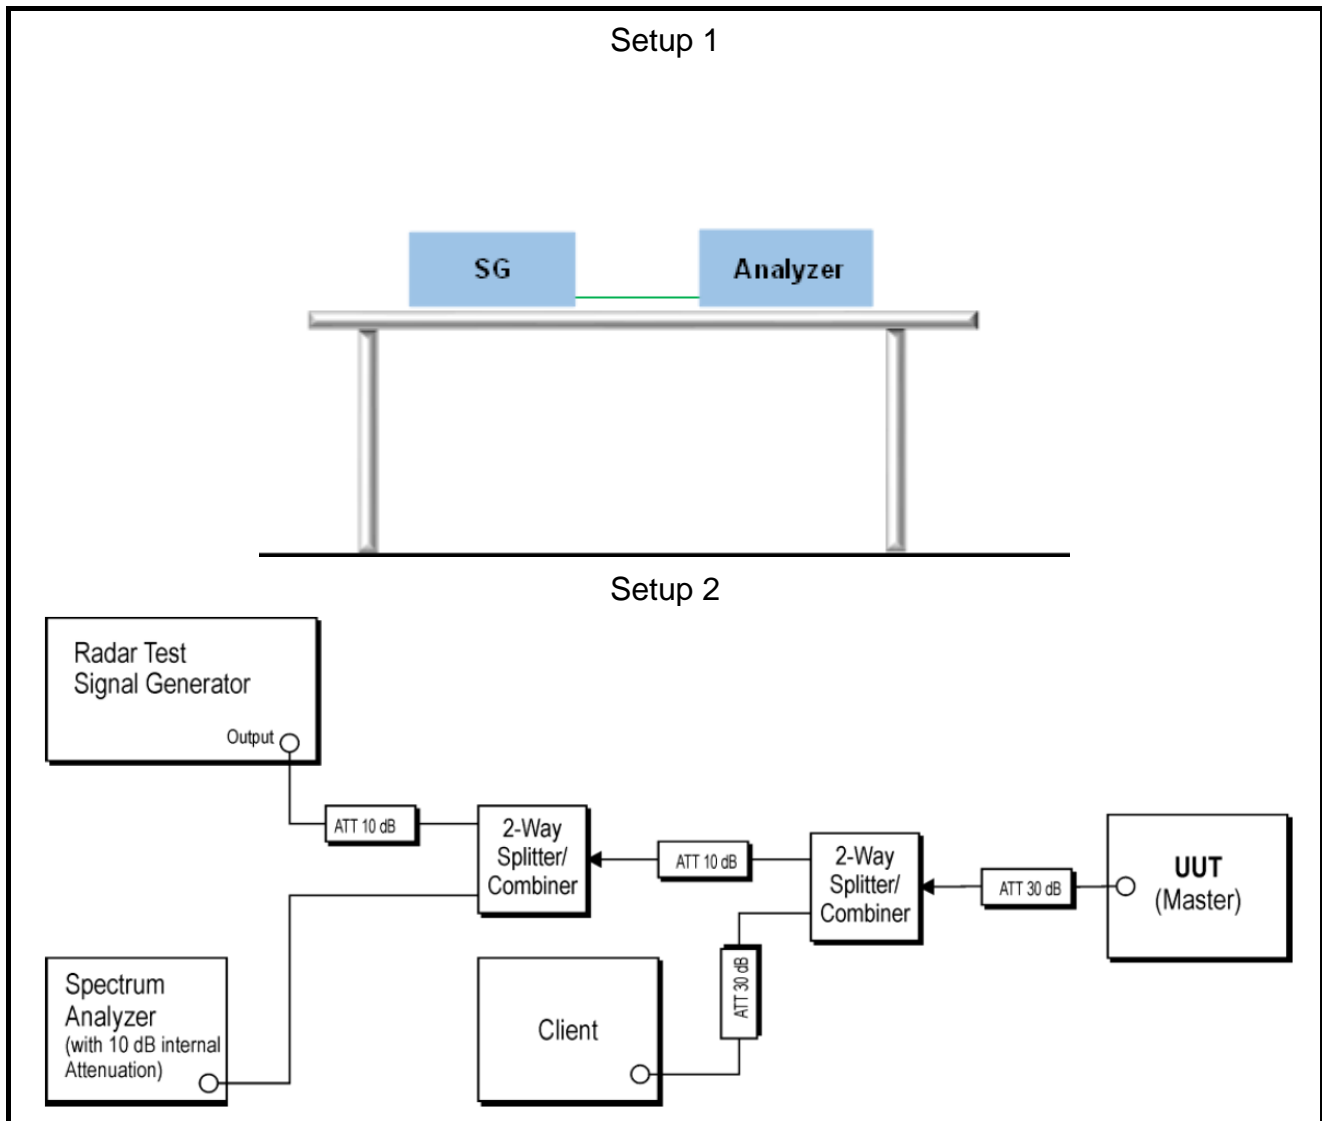 Setup 1
SG
Analyzer
Setup 2
Radar Test
Signal Generator
Output
ATT 10 dB
2-Way
Splitter/
Combiner
ATT 10 dB
2-Way
Splitter/
Combiner
ATT 30 dB
UUT
(Master)
Spectrum
Analyzer
(with 10 dB internal
Attenuation)
Client
ATT 30 dB